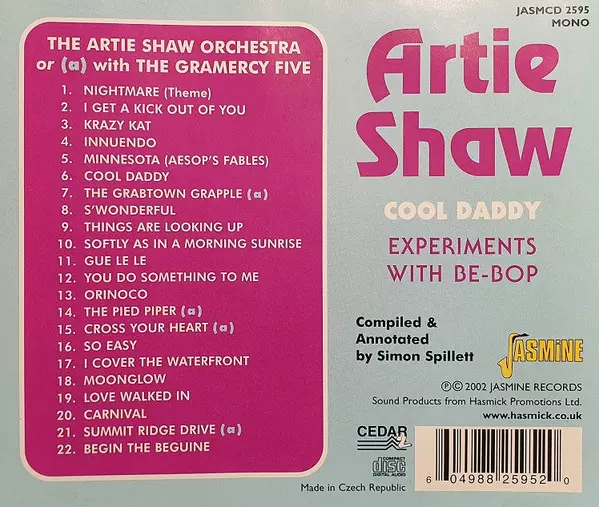 JASMCD 2595
MONO
THE ARTIE SHAW ORCHESTRA
or (a) with THE GRAMERCY FIVE
1. NIGHTMARE (Theme)
2. I GET A KICK OUT OF YOU
3. KRAZY KAT
4. INNUENDO
5. MINNESOTA (AESOP'S FABLES)
6. COOL DADDY
7. THE GRABTOWN GRAPPLE (a)
8. S'WONDERFUL
9. THINGS ARE LOOKING UP
10. SOFTLY AS IN A MORNING SUNRISE
11. GUE LE LE
12. YOU DO SOMETHING TO ME
13. ORINOCO
14. THE PIED PIPER (a)
15. CROSS YOUR HEART (a)
16. SO EASY
17. I COVER THE WATERFRONT
18. MOONGLOW
19. LOVE WALKED IN
20. CARNIVAL
21. SUMMIT RIDGE DRIVE (a)
22. BEGIN THE BEGUINE
Artie
Shaw
COOL DADDY
EXPERIMENTS
WITH BE-BOP
Compiled &
Annotated
by Simon Spillett
JASMINE
℗© 2002 JASMINE RECORDS
Sound Products from Hasmick Promotions Ltd.
www.hasmick.co.uk
CEDAR 2
COMPACT
disc
DIGITAL AUDIO
Made in Czech Republic
6 04988 25952 0